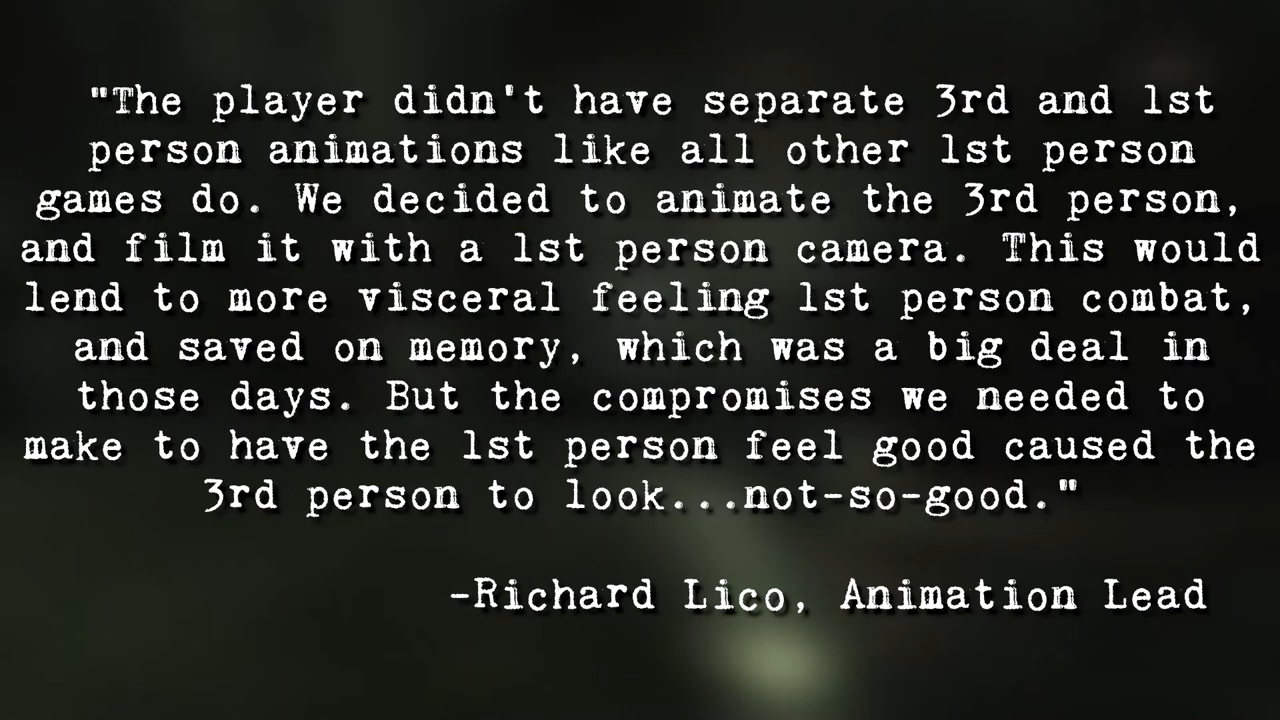 "The player didn't have separate 3rd and 1st
person animations like all other 1st person
games do. We decided to animate the 3rd person,
and film it with a 1st person camera. This would
lend to more visceral feeling 1st person combat,
and saved on memory, which was a big deal in
those days. But the compromises we needed to
make to have the 1st person feel good caused the
3rd person to look...not-so-good."
-Richard Lico, Animation Lead